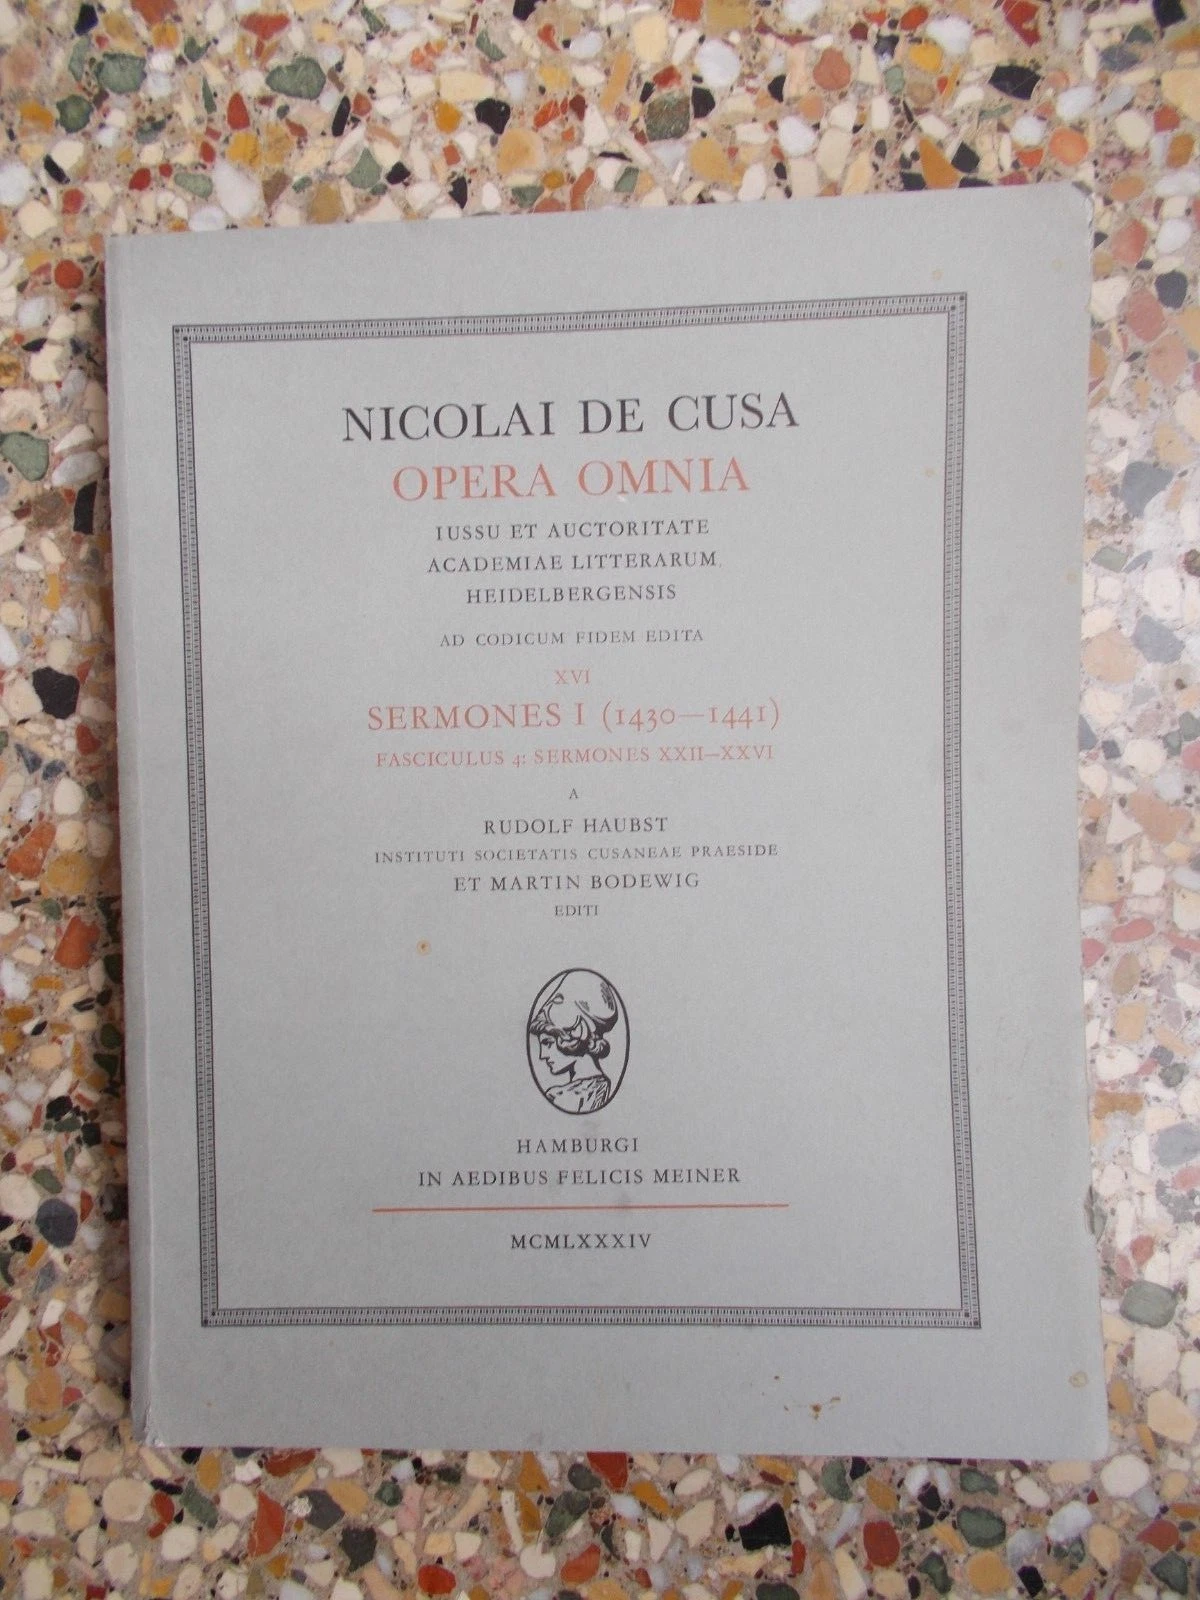 NICOLAI DE CUSA
OPERA OMNIA
IUSSU ET AUCTORITATE
ACADEMIAE LITTERARUM
HEIDELBERGENSIS
AD CODICUM FIDEM EDITA
XVI
SERMONES I (1430—1441)
FASCICULUS 4: SERMONES XXII—XXVI
A
RUDOLF HAUBST
INSTITUTI SOCIETATIS CUSANEAE PRAESIDE
ET MARTIN BODEWIG
EDITI
HAMBURGI
IN AEDIBUS FELICIS MEINER
MCMLXXXIV